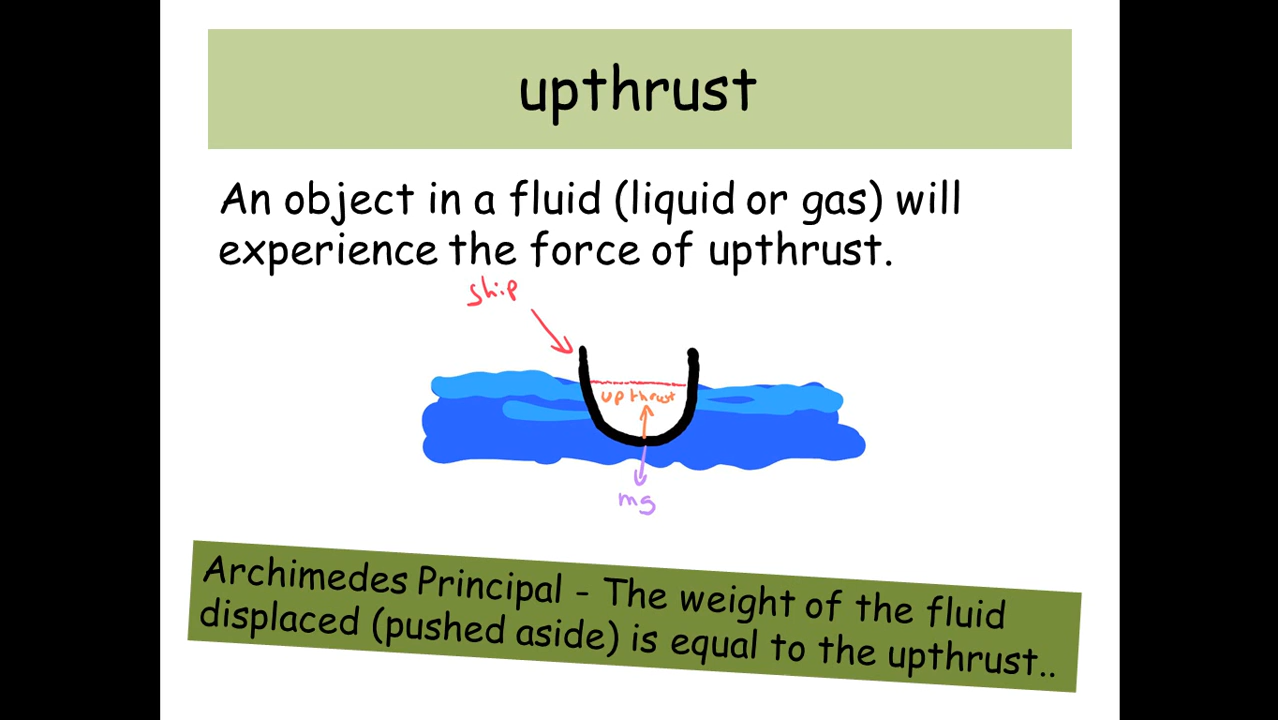 upthrust
An object in a fluid (liquid or gas) will
experience the force of upthrust.
ship
upthrust
mg
Archimedes Principal - The weight of the fluid
displaced (pushed aside) is equal to the upthrust..